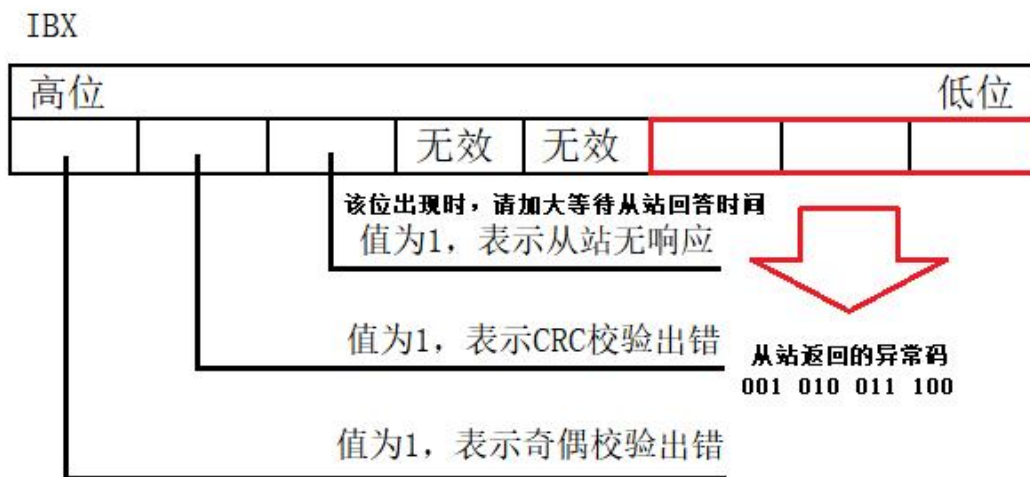 IBX
高位 低位
无效 无效
该位出现时，请加大等待从站回答时间
值为1，表示从站无响应
值为1，表示CRC校验出错
从站返回的异常码
001 010 011 100
值为1，表示奇偶校验出错